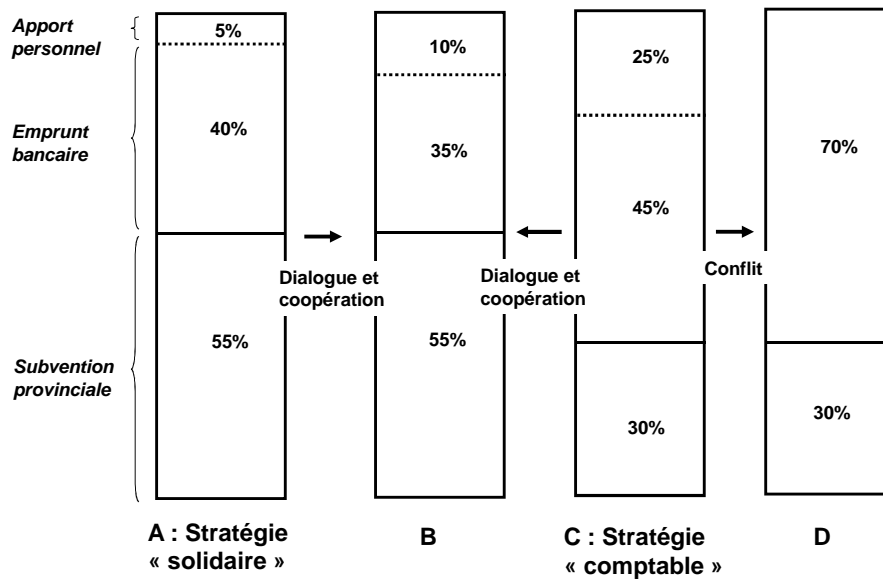 Apport
personnel
5%
10%
25%
Emprunt
bancaire
40%
35%
45%
70%
Dialogue et
coopération
Dialogue et
coopération
Conflit
Subvention
provinciale
55%
55%
30%
30%
A : Stratégie
« solidaire »
B
C : Stratégie
« comptable »
D